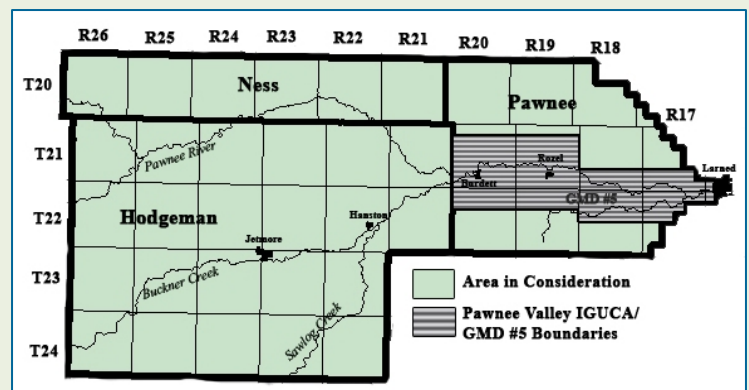 R26 R25 R24 R23 R22 R21 R20 R19 R18
R17
T20
T21
T22
T23
T24
Ness
Pawnee
Pawnee River
Burdett
Rozel
Larned
GMD #5
Hodgeman
Hanston
Jetmore
Buckner Creek
Sawlog Creek
Area in Consideration
Pawnee Valley IGUCA/
GMD #5 Boundaries